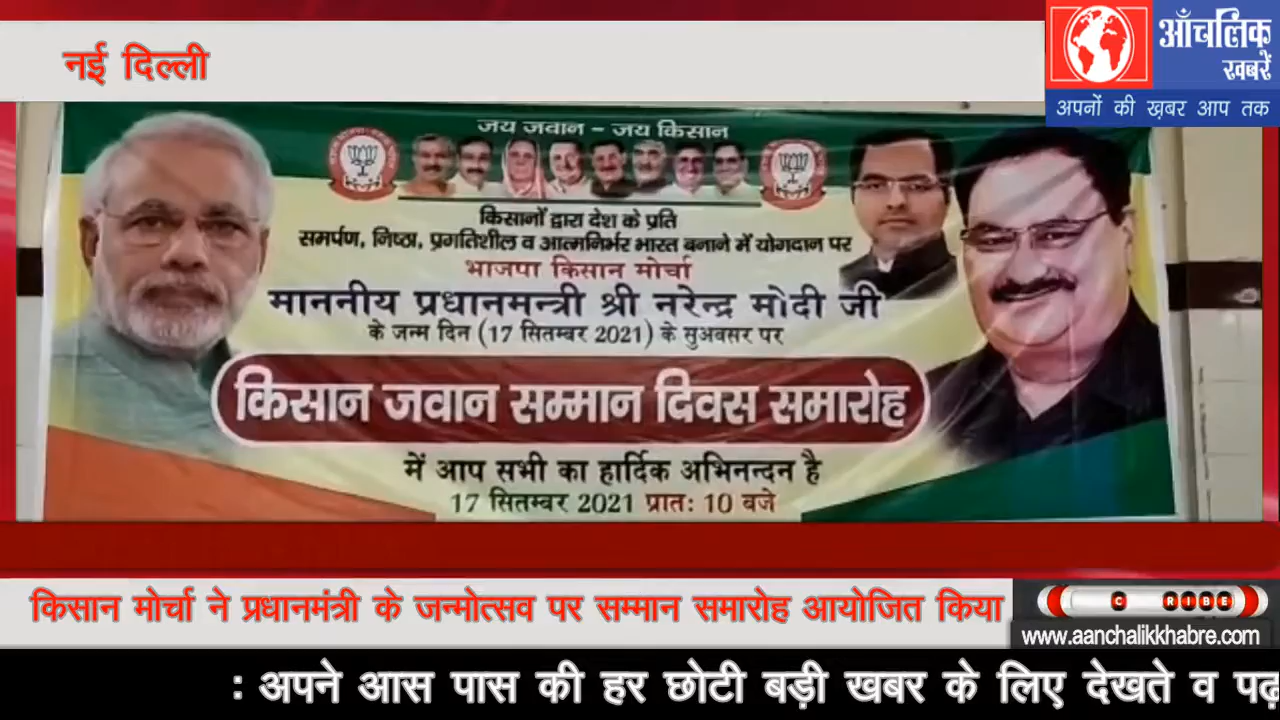 नई दिल्ली
आँचलिक
खबरें
अपनों की ख़बर आप तक
जय जवान - जय किसान
किसानों द्वारा देश के प्रति
समर्पण, निष्ठा, प्रगतिशील व आत्मनिर्भर भारत बनाने में योगदान पर
भाजपा किसान मोर्चा
माननीय प्रधानमन्त्री श्री नरेन्द्र मोदी जी
के जन्म दिन (17 सितम्बर 2021) के सुअवसर पर
किसान जवान सम्मान दिवस समारोह
में आप सभी का हार्दिक अभिनन्दन है
17 सितम्बर 2021 प्रातः 10 बजे
किसान मोर्चा ने प्रधानमंत्री के जन्मोत्सव पर सम्मान समारोह आयोजित किया
C RIBE
www.aanchalikkhabre.com
: अपने आस पास की हर छोटी बड़ी खबर के लिए देखते व पढ़